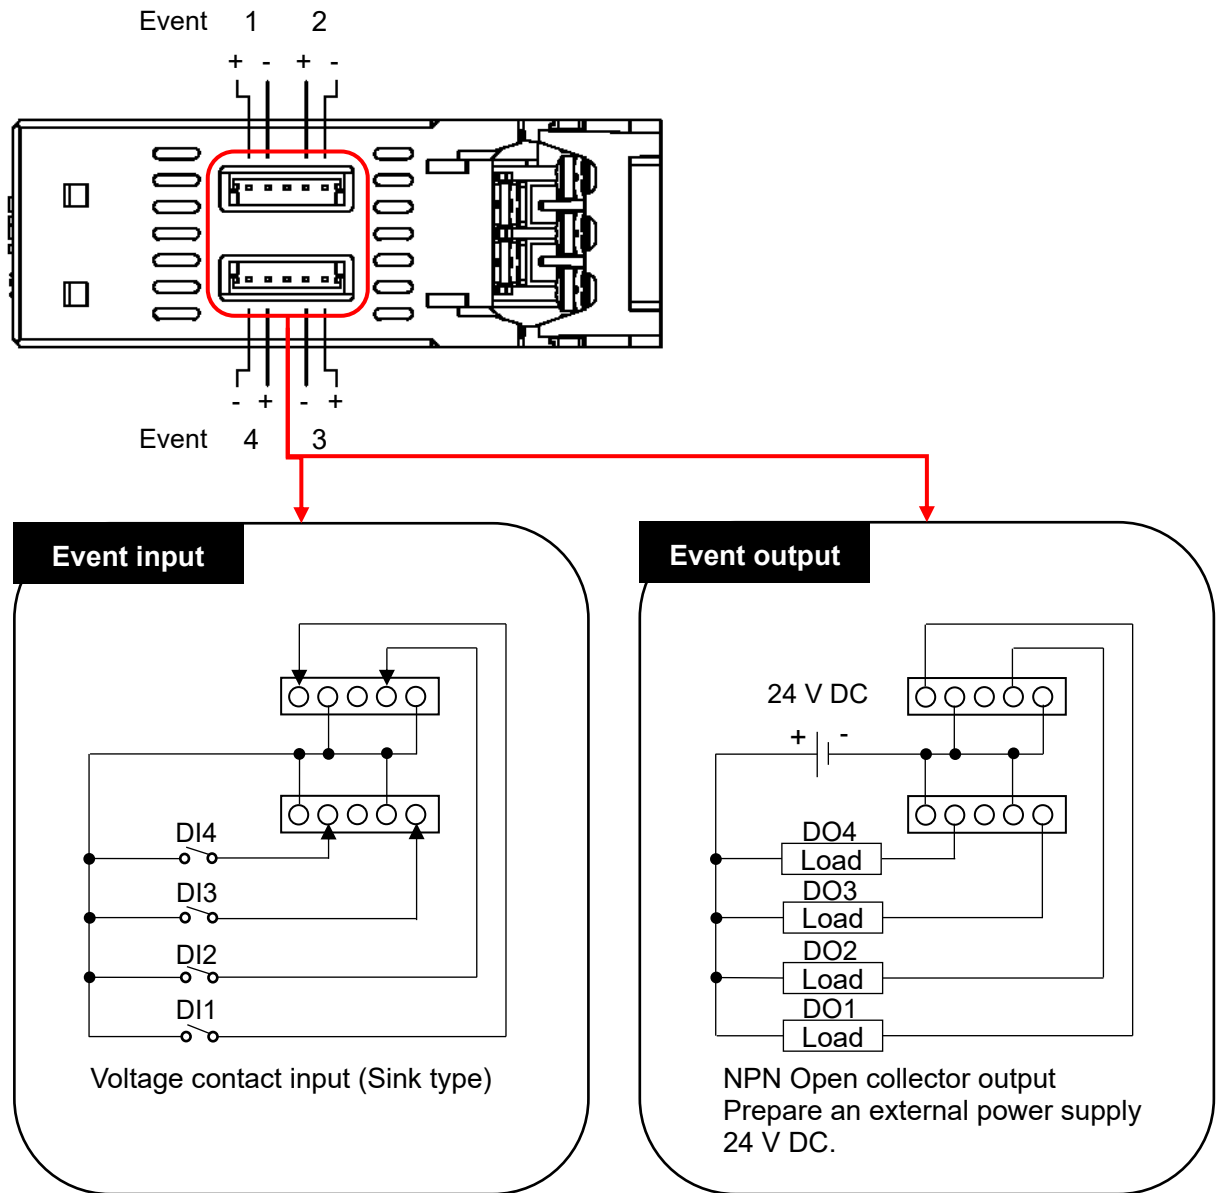 Event 1 2
+ - + -
- + - +
Event 4 3
Event input
DI4
DI3
DI2
DI1
Voltage contact input (Sink type)
Event output
24 V DC
+ -
DO4
Load
DO3
Load
DO2
Load
DO1
Load
NPN Open collector output
Prepare an external power supply
24 V DC.